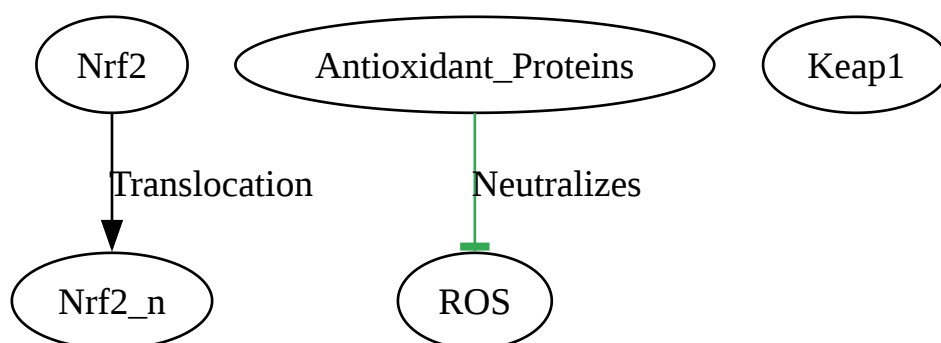 Nrf2
Antioxidant_Proteins
Keap1
Translocation
Neutralizes
Nrf2_n
ROS